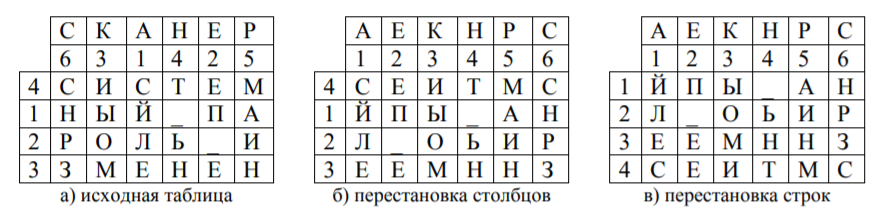 С К А Н Е Р
6 3 1 4 2 5
4 С И С Т Е М
1 Н Ы Й _ П А
2 Р О Л Ь _ И
3 З М Е Н Е Н
а) исходная таблица
А Е К Н Р С
1 2 3 4 5 6
4 С Е И Т М С
1 Й П Ы _ А Н
2 Л _ О Ь И Р
3 Е Е М Н Н З
б) перестановка столбцов
А Е К Н Р С
1 2 3 4 5 6
1 Й П Ы _ А Н
2 Л _ О Ь И Р
3 Е Е М Н Н З
4 С Е И Т М С
в) перестановка строк